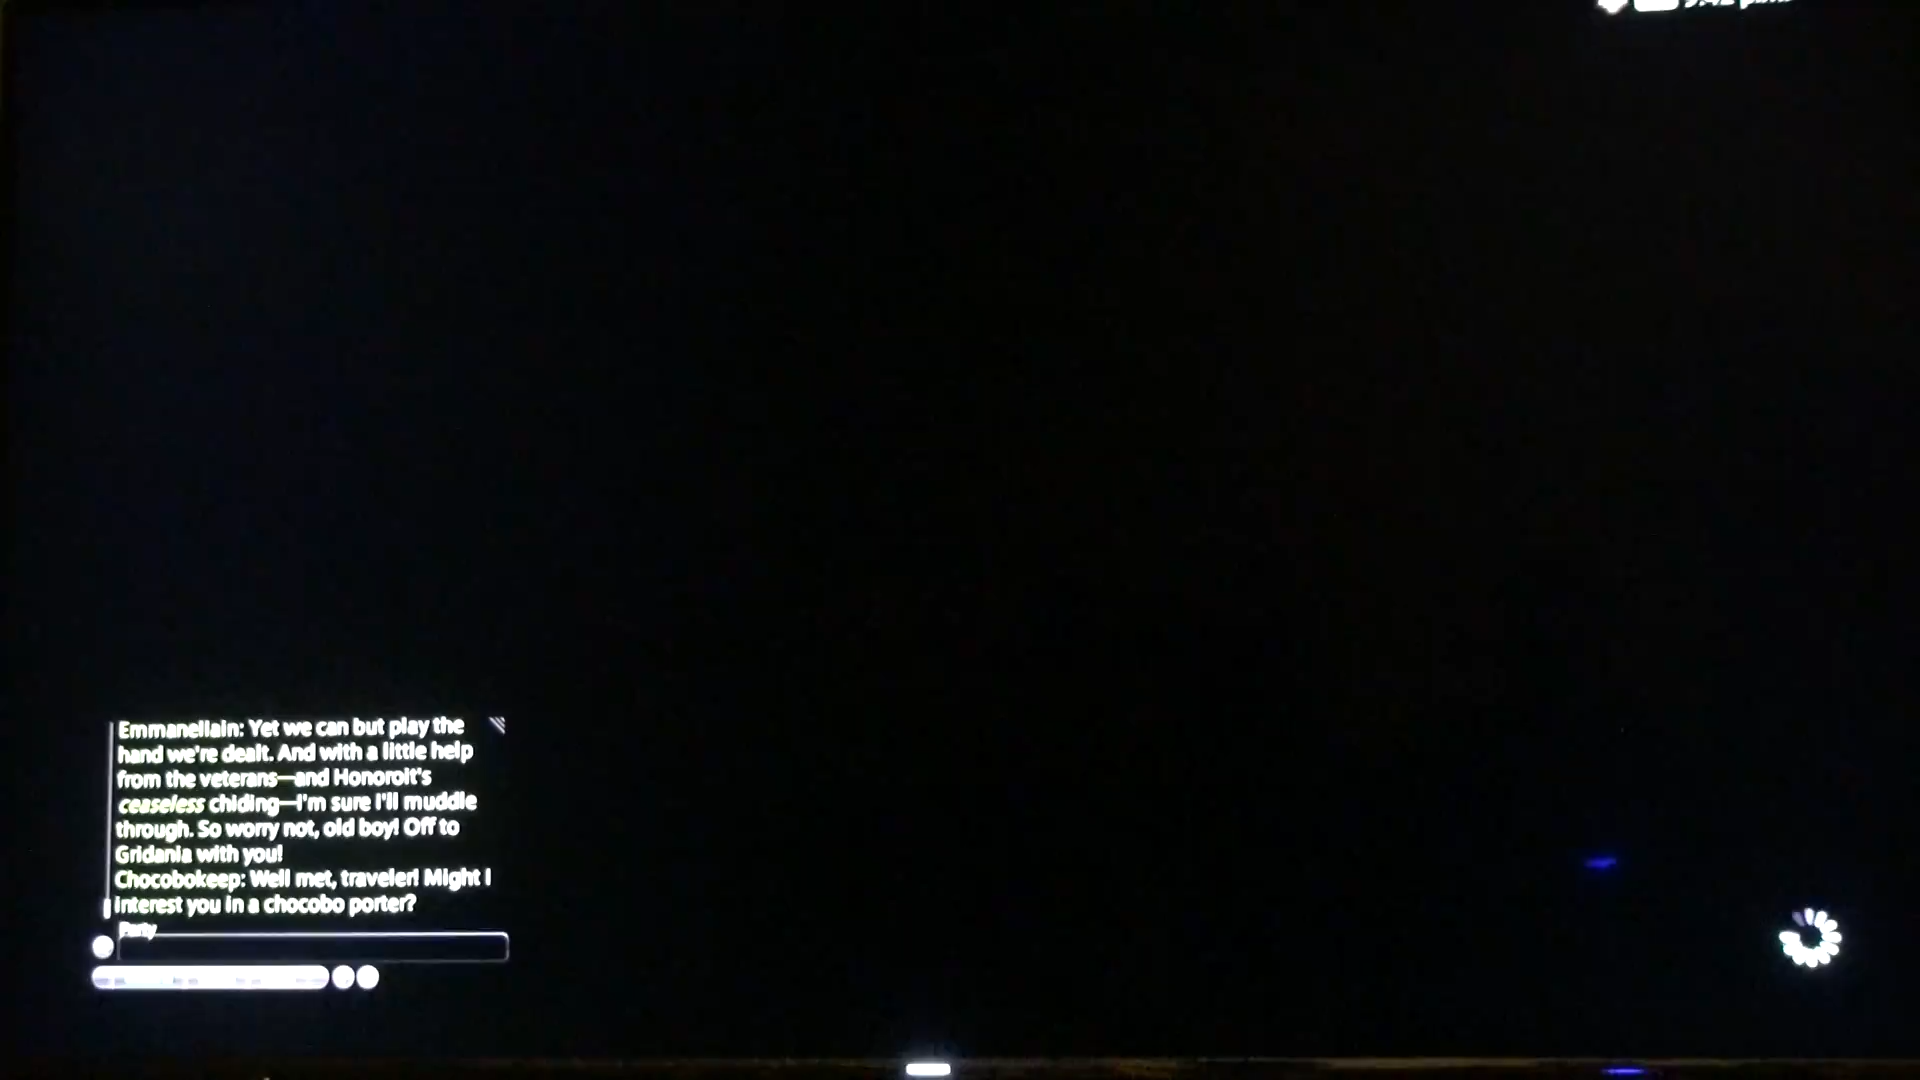 Emmanellain: Yet we can but play the
hand we're dealt. And with a little help
from the veterans—and Honoroit's
ceaseless chiding—I'm sure I'll muddle
through. So worry not, old boy! Off to
Gridania with you!
Chocobokeep: Well met, traveler! Might I
interest you in a chocobo porter?
Party